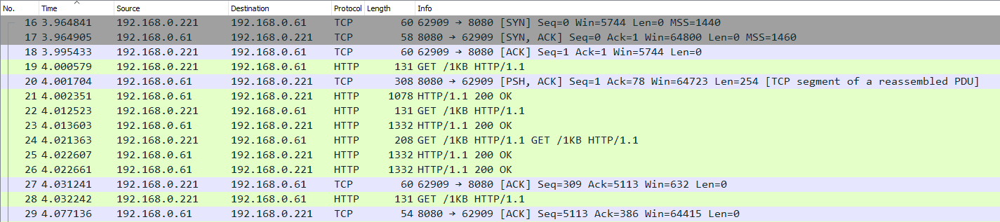 No. Time Source Destination Protocol Length Info
16 3.964841 192.168.0.221 192.168.0.61 TCP 60 62909 → 8080 [SYN] Seq=0 Win=5744 Len=0 MSS=1440
17 3.964905 192.168.0.61 192.168.0.221 TCP 58 8080 → 62909 [SYN, ACK] Seq=0 Ack=1 Win=64800 Len=0 MSS=1460
18 3.995433 192.168.0.221 192.168.0.61 TCP 60 62909 → 8080 [ACK] Seq=1 Ack=1 Win=5744 Len=0
19 4.000579 192.168.0.221 192.168.0.61 HTTP 131 GET /1KB HTTP/1.1
20 4.001704 192.168.0.61 192.168.0.221 TCP 308 8080 → 62909 [PSH, ACK] Seq=1 Ack=78 Win=64723 Len=254 [TCP segment of a reassembled PDU]
21 4.002351 192.168.0.61 192.168.0.221 HTTP 1078 HTTP/1.1 200 OK
22 4.012523 192.168.0.221 192.168.0.61 HTTP 131 GET /1KB HTTP/1.1
23 4.013603 192.168.0.61 192.168.0.221 HTTP 1332 HTTP/1.1 200 OK
24 4.021363 192.168.0.221 192.168.0.61 HTTP 208 GET /1KB HTTP/1.1 GET /1KB HTTP/1.1
25 4.022607 192.168.0.61 192.168.0.221 HTTP 1332 HTTP/1.1 200 OK
26 4.022661 192.168.0.61 192.168.0.221 HTTP 1332 HTTP/1.1 200 OK
27 4.031241 192.168.0.221 192.168.0.61 TCP 60 62909 → 8080 [ACK] Seq=309 Ack=5113 Win=632 Len=0
28 4.032242 192.168.0.221 192.168.0.61 HTTP 131 GET /1KB HTTP/1.1
29 4.077136 192.168.0.61 192.168.0.221 TCP 54 8080 → 62909 [ACK] Seq=5113 Ack=386 Win=64415 Len=0